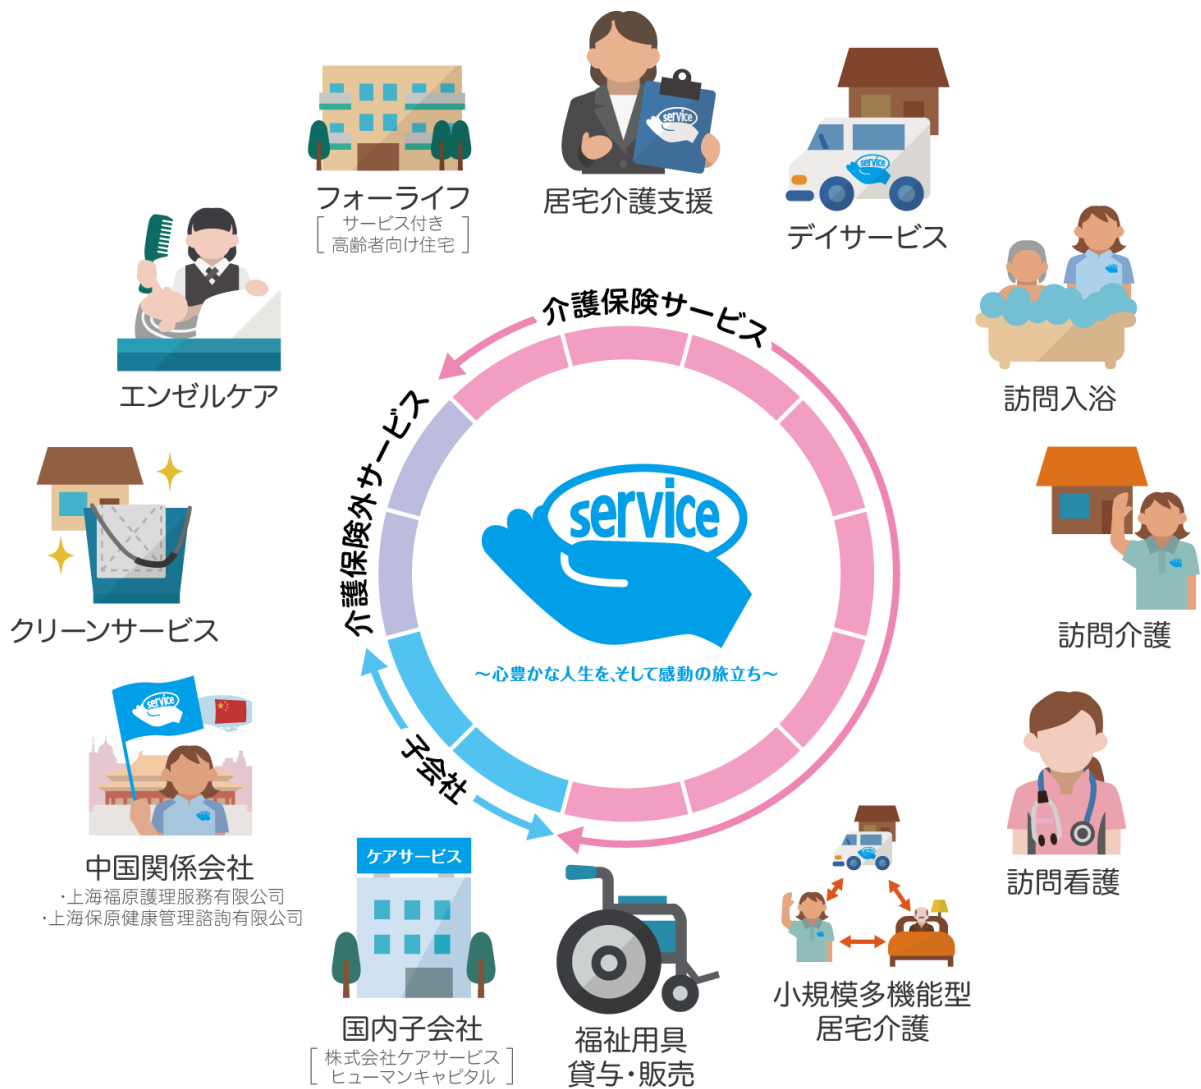 service
居宅介護支援
service
デイサービス
訪問入浴
訪問介護
訪問看護
小規模多機能型
居宅介護
福祉用具
貸与・販売
ケアサービス
国内子会社
[株式会社ケアサービス
ヒューマンキャピタル]
service
中国関係会社
・上海福原護理服務有限公司
・上海保原健康管理諮詢有限公司
クリーンサービス
エンゼルケア
フォーライフ
[サービス付き
高齢者向け住宅]
介護保険サービス
介護保険外サービス
子会社
service
～心豊かな人生を、そして感動の旅立ち～